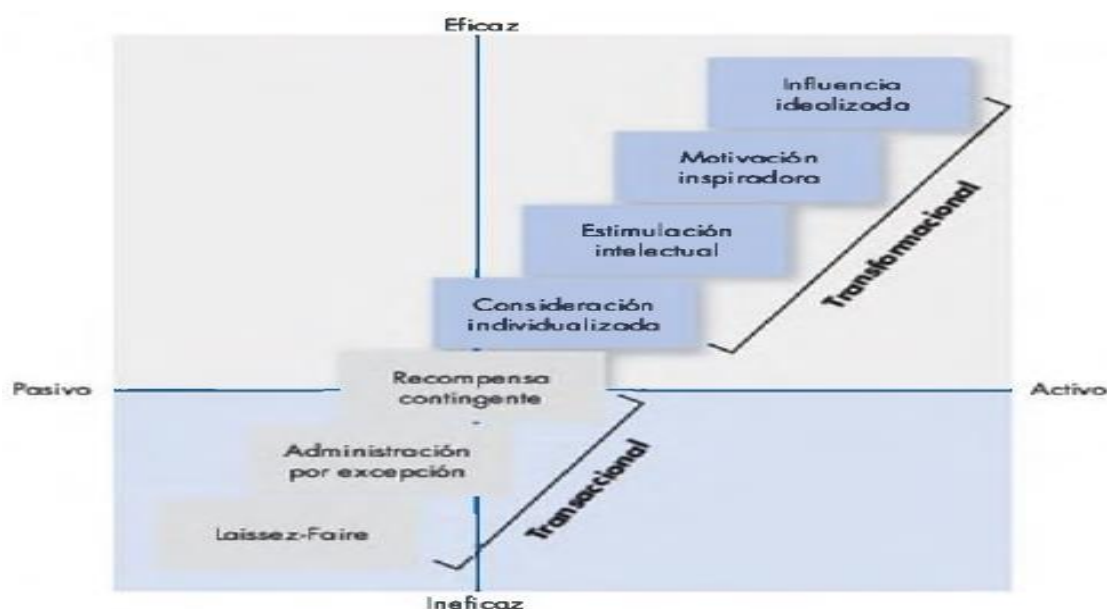 Eficaz
Influencia
idealizada
Motivación
inspiradora
Estimulación
intelectual
Consideración
individualizada
Transformacional
Recompensa
contingente
Pasivo
Activo
Administración
por excepción
Laissez-Faire
Transaccional
Ineficaz